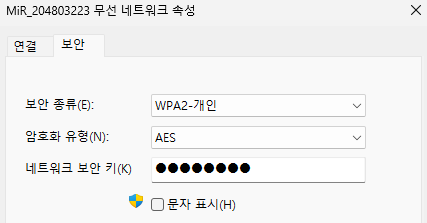 MiR_204803223 무선 네트워크 속성
연결 보안
보안 종류(E): WPA2-개인
암호화 유형(N): AES
네트워크 보안 키(K) ●●●●●●●●
문자 표시(H)